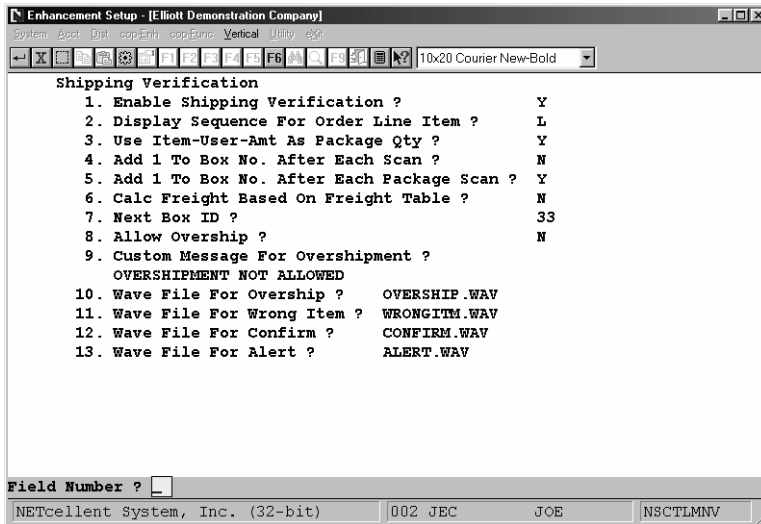 Enhancement Setup - [Elliott Demonstration Company]
System Acct Dist cop-Enh cop-Func Vertical Utility eXit
F1 F2 F3 F4 F5 F6 F9 10x20 Courier New-Bold
Shipping Verification
1. Enable Shipping Verification ? Y
2. Display Sequence For Order Line Item ? L
3. Use Item-User-Amt As Package Qty ? Y
4. Add 1 To Box No. After Each Scan ? N
5. Add 1 To Box No. After Each Package Scan ? Y
6. Calc Freight Based On Freight Table ? N
7. Next Box ID ? 33
8. Allow Overship ? N
9. Custom Message For Overshipment ?
OVERSHIPMENT NOT ALLOWED
10. Wave File For Overship ? OVERSHIP.WAV
11. Wave File For Wrong Item ? WRONGITM.WAV
12. Wave File For Confirm ? CONFIRM.WAV
13. Wave File For Alert ? ALERT.WAV
Field Number ? _
NETcellent System, Inc. (32-bit) 002 JEC JOE NSCTLMNV